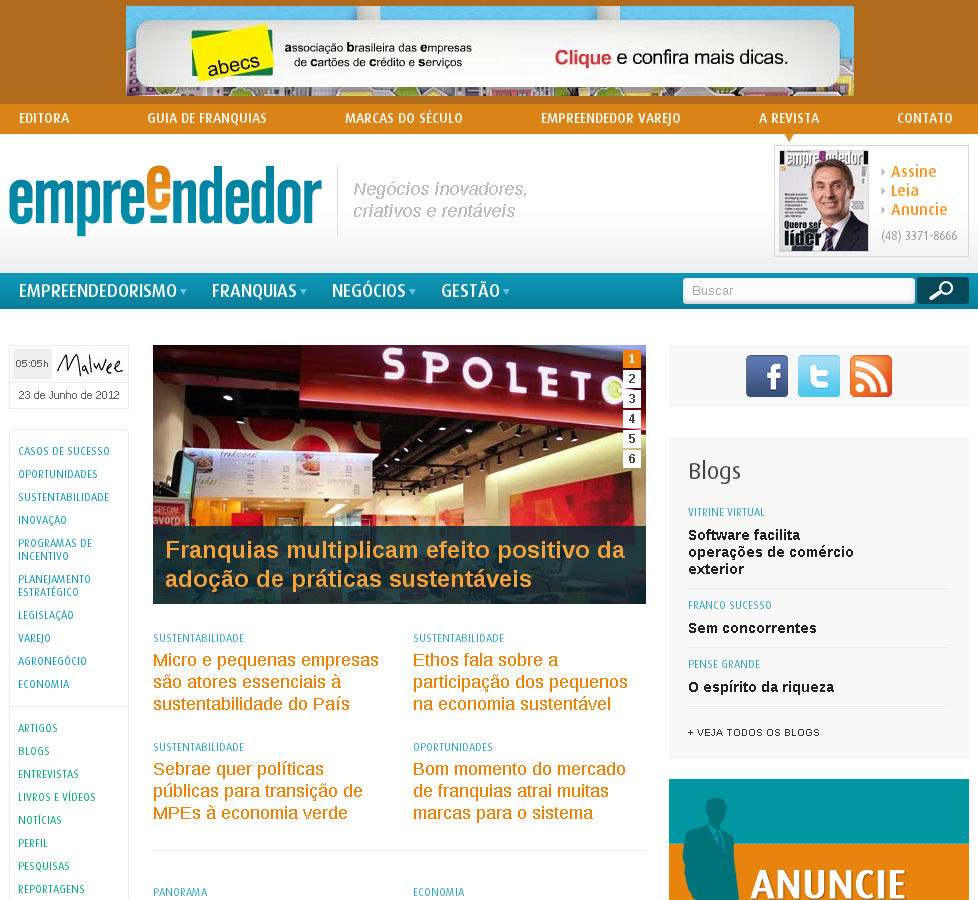 abecs
associação brasileira das empresas
de cartões de crédito e serviços
Clique e confira mais dicas.
EDITORA
GUIA DE FRANQUIAS
MARCAS DO SÉCULO
EMPREENDEDOR VAREJO
A REVISTA
CONTATO
empreendedor
Negócios inovadores,
criativos e rentáveis
empreendedor
Quero ser
líder
Assine
Leia
Anuncie
(48) 3371-8666
EMPREENDEDORISMO
FRANQUIAS
NEGÓCIOS
GESTÃO
Buscar
05:05h
Malwee
23 de Junho de 2012
CASOS DE SUCESSO
OPORTUNIDADES
SUSTENTABILIDADE
INOVAÇÃO
PROGRAMAS DE
INCENTIVO
PLANEJAMENTO
ESTRATÉGICO
LEGISLAÇÃO
VAREJO
AGRONEGÓCIO
ECONOMIA
ARTIGOS
BLOGS
ENTREVISTAS
LIVROS E VÍDEOS
NOTÍCIAS
PERFIL
PESQUISAS
REPORTAGENS
SPOLETO
1
2
3
4
5
6
tradicional
ESPECIAL
Franquias multiplicam efeito positivo da
adoção de práticas sustentáveis
SUSTENTABILIDADE
Micro e pequenas empresas
são atores essenciais à
sustentabilidade do País
SUSTENTABILIDADE
Ethos fala sobre a
participação dos pequenos
na economia sustentável
SUSTENTABILIDADE
Sebrae quer políticas
públicas para transição de
MPEs à economia verde
OPORTUNIDADES
Bom momento do mercado
de franquias atrai muitas
marcas para o sistema
PANORAMA
ECONOMIA
Blogs
VITRINE VIRTUAL
Software facilita
operações de comércio
exterior
FRANCO SUCESSO
Sem concorrentes
PENSE GRANDE
O espírito da riqueza
+ VEJA TODOS OS BLOGS
ANUNCIE